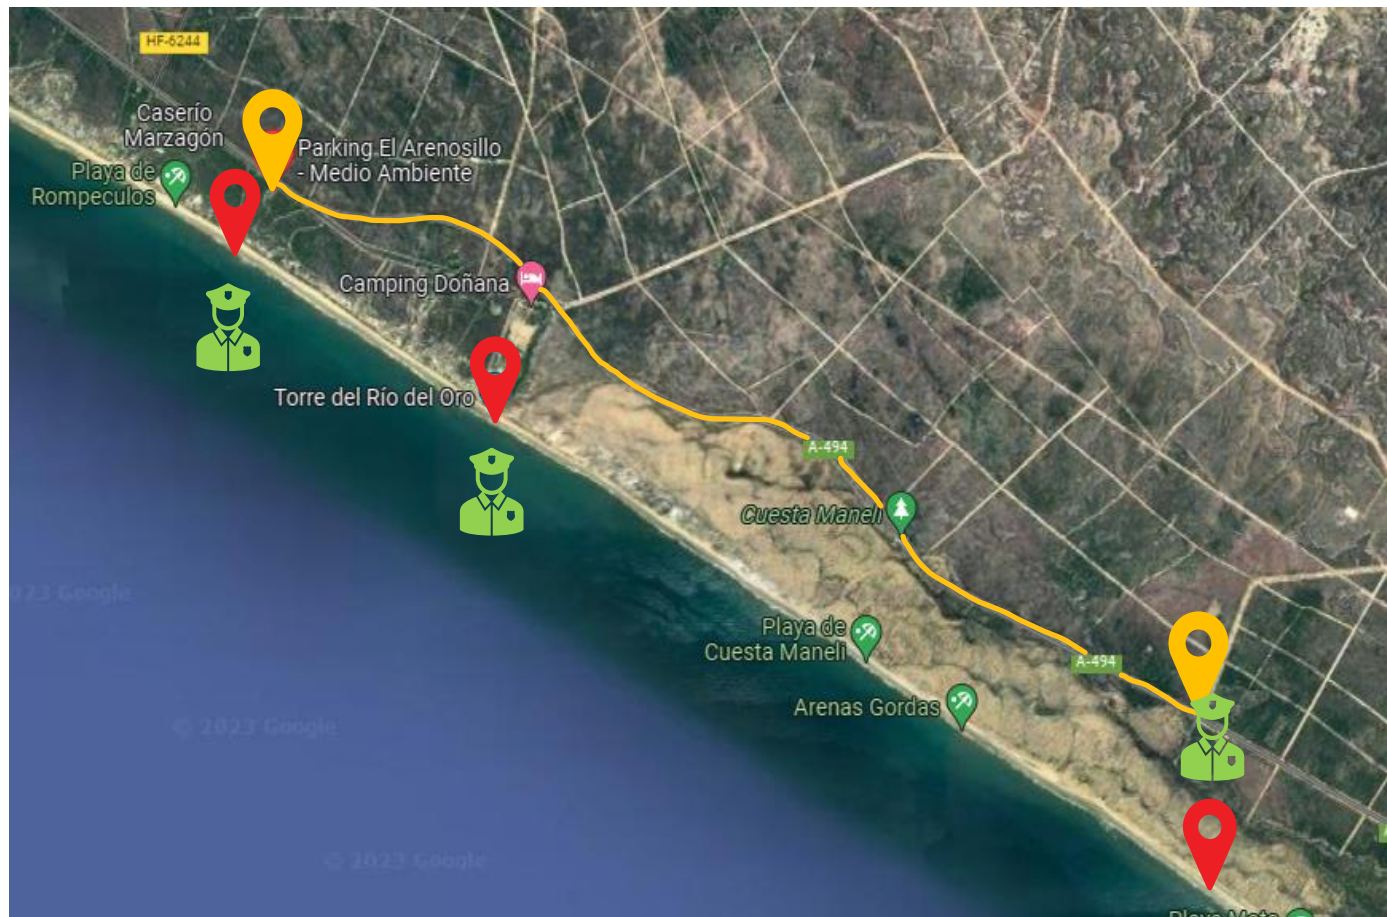 HF-6244
Caserío
Marzagón
Parking El Arenosillo
- Medio Ambiente
Playa de
Rompeculos
Camping Doñana
Torre del Río del Oro
A-494
Cuesta Maneli
Playa de
Cuesta Maneli
A-494
Arenas Gordas
023 Google
© 2023 Google
© 2023 Google